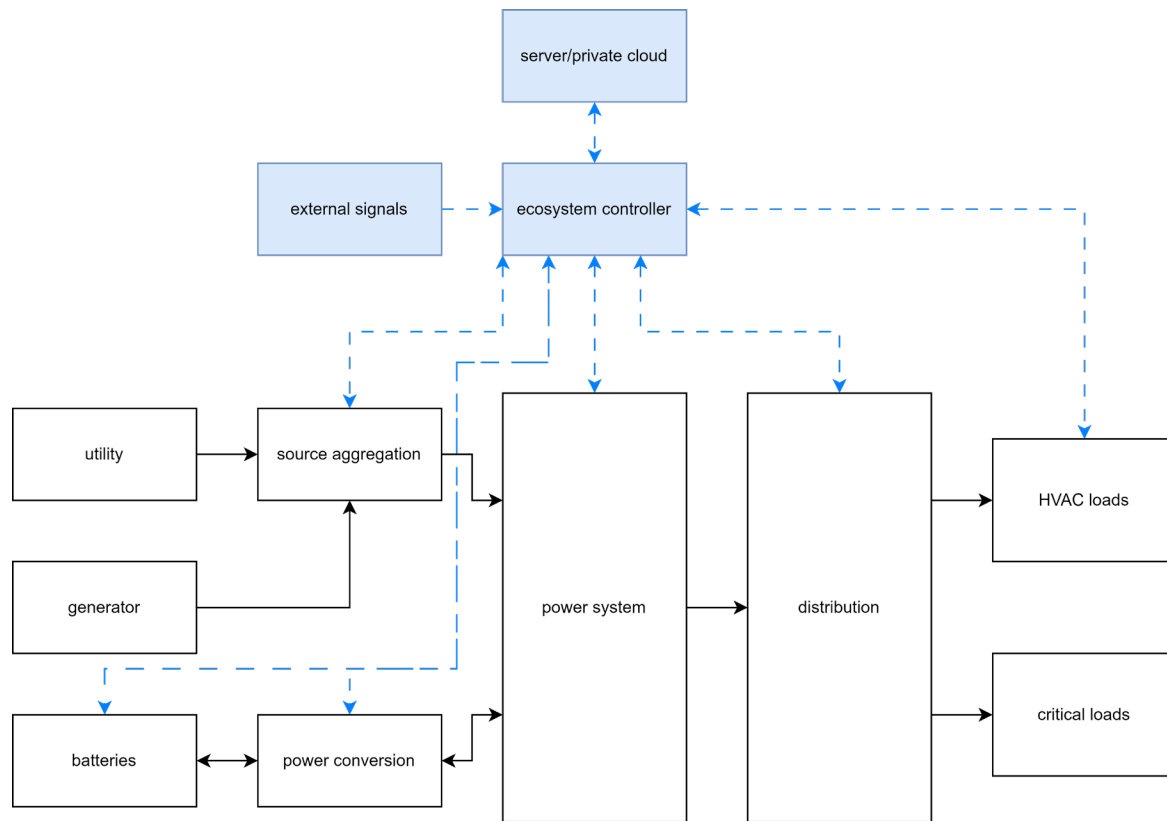 server/private cloud
external signals
ecosystem controller
utility
source aggregation
HVAC loads
generator
power system
distribution
critical loads
batteries
power conversion